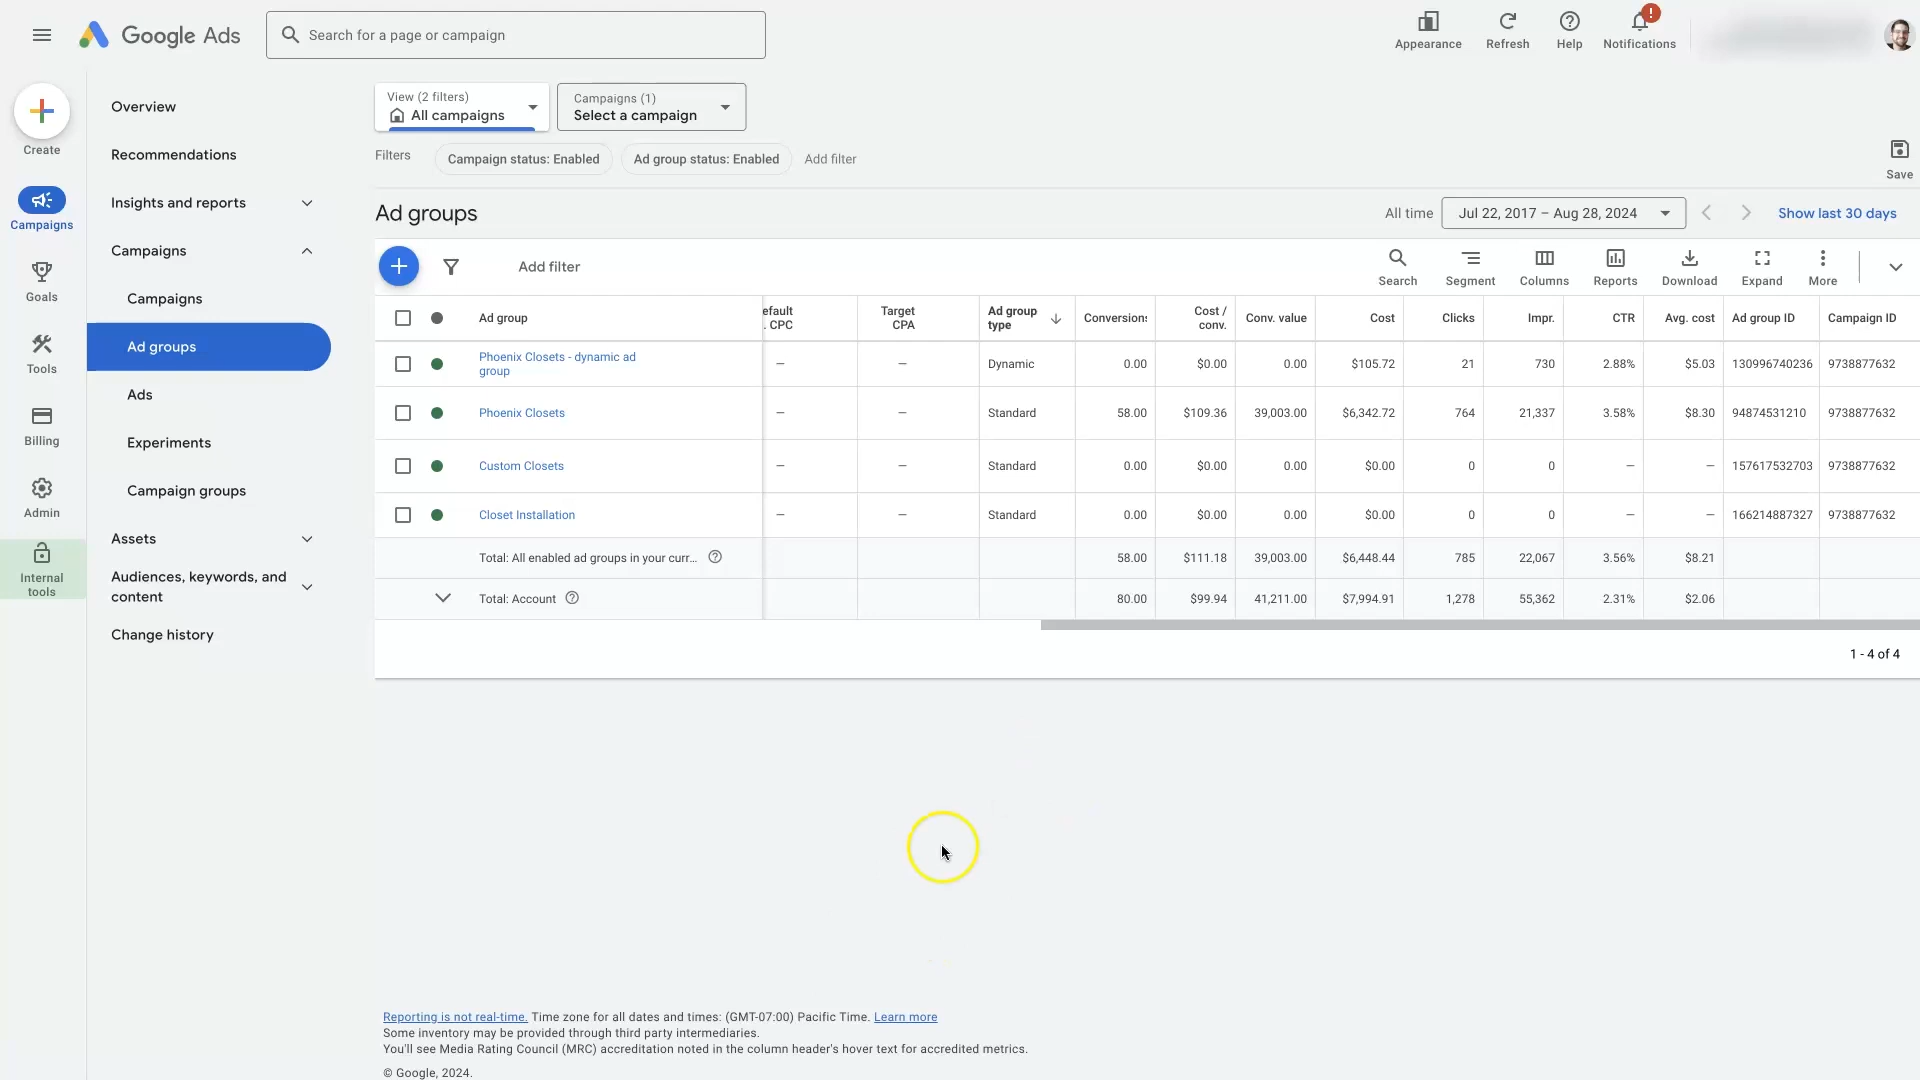 Google Ads
Search for a page or campaign
Appearance
Refresh
Help
!
Notifications
Create
Campaigns
Goals
Tools
Billing
Admin
Internal
tools
Overview
Recommendations
Insights and reports
Campaigns
Campaigns
Ad groups
Ads
Experiments
Campaign groups
Assets
Audiences, keywords, and
content
Change history
View (2 filters)
All campaigns
Campaigns (1)
Select a campaign
Filters
Campaign status: Enabled
Ad group status: Enabled
Add filter
Save
Ad groups
All time
Jul 22, 2017 – Aug 28, 2024
Show last 30 days
Add filter
Search
Segment
Columns
Reports
Download
Expand
More
Ad group
efault
. CPC
Target
CPA
Ad group
type
Conversions
Cost /
conv.
Conv. value
Cost
Clicks
Impr.
CTR
Avg. cost
Ad group ID
Campaign ID
Phoenix Closets - dynamic ad
group
– – Dynamic 0.00 $0.00 0.00 $105.72 21 730 2.88% $5.03 130996740236 9738877632
Phoenix Closets – – Standard 58.00 $109.36 39,003.00 $6,342.72 764 21,337 3.58% $8.30 94874531210 9738877632
Custom Closets – – Standard 0.00 $0.00 0.00 $0.00 0 0 – – 157617532703 9738877632
Closet Installation – – Standard 0.00 $0.00 0.00 $0.00 0 0 – – 166214887327 9738877632
Total: All enabled ad groups in your curr... 58.00 $111.18 39,003.00 $6,448.44 785 22,067 3.56% $8.21
Total: Account 80.00 $99.94 41,211.00 $7,994.91 1,278 55,362 2.31% $2.06
1 - 4 of 4
Reporting is not real-time. Time zone for all dates and times: (GMT-07:00) Pacific Time. Learn more
Some inventory may be provided through third party intermediaries.
You'll see Media Rating Council (MRC) accreditation noted in the column header's hover text for accredited metrics.
© Google, 2024.